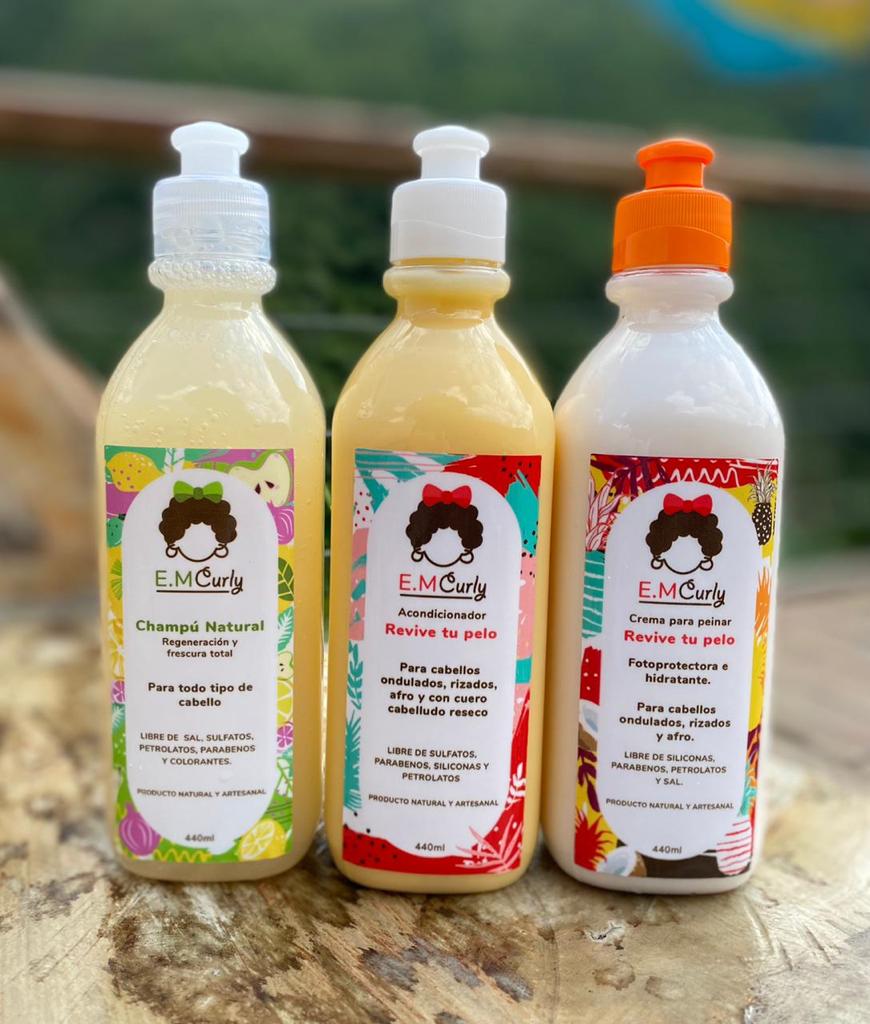 E.M Curly
Champú Natural
Regeneración y
frescura total
Para todo tipo de
cabello
LIBRE DE SAL, SULFATOS,
PETROLATOS, PARABENOS
Y COLORANTES.
PRODUCTO NATURAL Y ARTESANAL
440ml
E.M Curly
Acondicionador
Revive tu pelo
Para cabellos
ondulados, rizados,
afro y con cuero
cabelludo reseco
LIBRE DE SULFATOS,
PARABENOS, SILICONAS Y
PETROLATOS
PRODUCTO NATURAL Y ARTESANAL
440ml
E.M Curly
Crema para peinar
Revive tu pelo
Fotoprotectora e
hidratante.
Para cabellos
ondulados, rizados
y afro.
LIBRE DE SILICONAS,
PARABENOS, PETROLATOS
Y SAL.
PRODUCTO NATURAL Y ARTESANAL
440ml